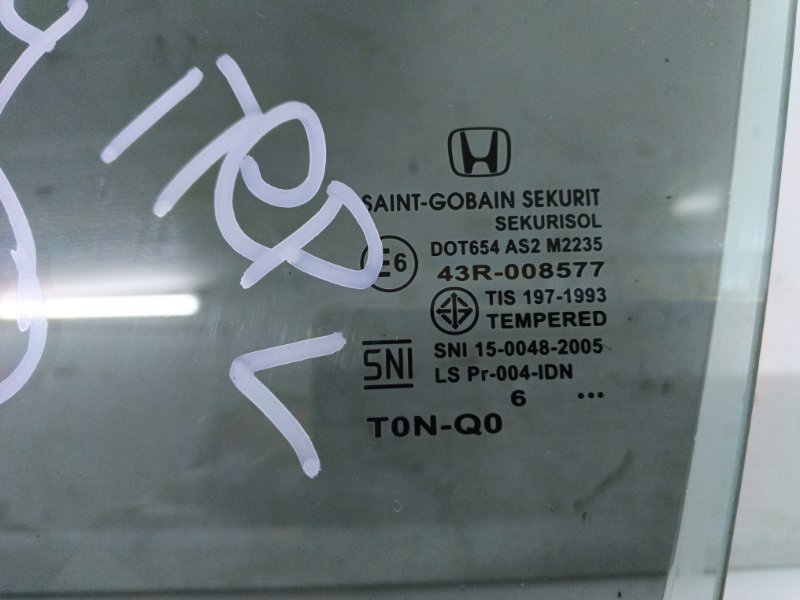 SAINT-GOBAIN SEKURIT
SEKURISOL
DOT654 AS2 M2235
E6
43R-008577
TIS 197-1993
TEMPERED
SNI
SNI 15-0048-2005
LS Pr-004-IDN
6 ...
T0N-Q0